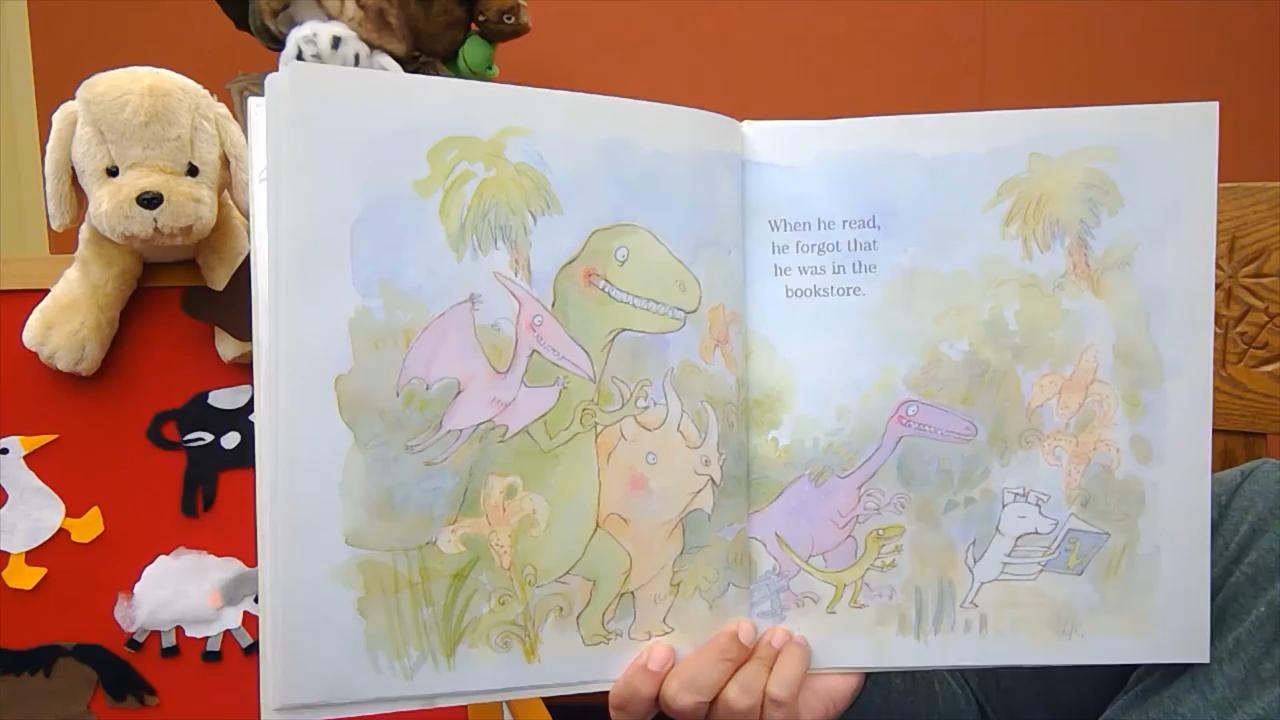 When he read,
he forgot that
he was in the
bookstore.